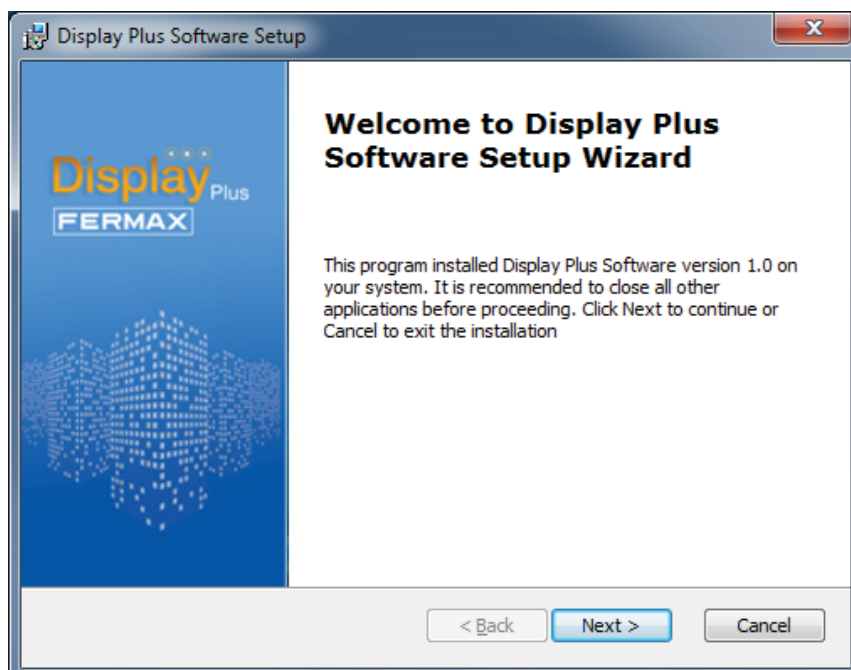 Display Plus Software Setup
Display Plus
FERMAX
Welcome to Display Plus
Software Setup Wizard
This program installed Display Plus Software version 1.0 on
your system. It is recommended to close all other
applications before proceeding. Click Next to continue or
Cancel to exit the installation
< Back
Next >
Cancel